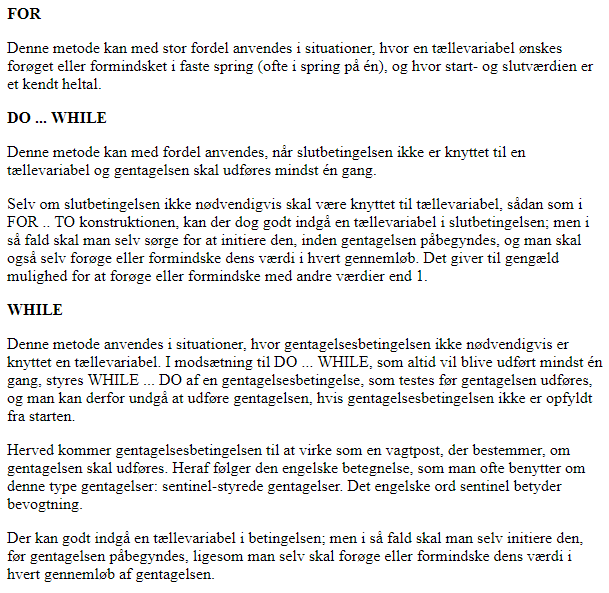 FOR
Denne metode kan med stor fordel anvendes i situationer, hvor en tællevariabel ønskes
forøget eller formindsket i faste spring (ofte i spring på én), og hvor start- og slutværdien er
et kendt heltal.
DO ... WHILE
Denne metode kan med fordel anvendes, når slutbetingelsen ikke er knyttet til en
tællevariabel og gentagelsen skal udføres mindst én gang.
Selv om slutbetingelsen ikke nødvendigvis skal være knyttet til tællevariabel, sådan som i
FOR .. TO konstruktionen, kan der dog godt indgå en tællevariabel i slutbetingelsen; men i
så fald skal man selv sørge for at initiere den, inden gentagelsen påbegyndes, og man skal
også selv forøge eller formindske dens værdi i hvert gennemløb. Det giver til gengæld
mulighed for at forøge eller formindske med andre værdier end 1.
WHILE
Denne metode anvendes i situationer, hvor gentagelsesbetingelsen ikke nødvendigvis er
knyttet en tællevariabel. I modsætning til DO ... WHILE, som altid vil blive udført mindst én
gang, styres WHILE ... DO af en gentagelsesbetingelse, som testes før gentagelsen udføres,
og man kan derfor undgå at udføre gentagelsen, hvis gentagelsesbetingelsen ikke er opfyldt
fra starten.
Herved kommer gentagelsesbetingelsen til at virke som en vagtpost, der bestemmer, om
gentagelsen skal udføres. Heraf følger den engelske betegnelse, som man ofte benytter om
denne type gentagelser: sentinel-styrede gentagelser. Det engelske ord sentinel betyder
bevogtning.
Der kan godt indgå en tællevariabel i betingelsen; men i så fald skal man selv initiere den,
før gentagelsen påbegyndes, ligesom man selv skal forøge eller formindske dens værdi i
hvert gennemløb af gentagelsen.